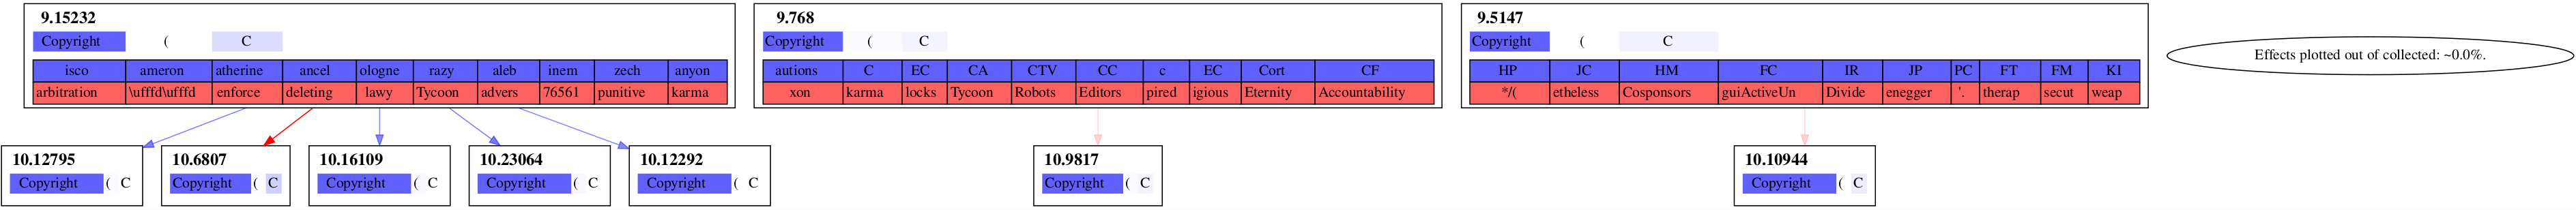 9.15232
Copyright ( C
isco ameron atherine ancel ologne razy aleb inem zech anyon
arbitration \ufffd\ufffd enforce deleting lawy Tycoon advers 76561 punitive karma
9.768
Copyright ( C
autions C EC CA CTV CC c EC Cort CF
xon karma locks Tycoon Robots Editors pired igious Eternity Accountability
9.5147
Copyright ( C
HP JC HM FC IR JP PC FT FM KI
*/( etheless Cosponsors guiActiveUn Divide enegger '. therap secut weap
Effects plotted out of collected: ~0.0%.
10.12795
Copyright ( C
10.6807
Copyright ( C
10.16109
Copyright ( C
10.23064
Copyright ( C
10.12292
Copyright ( C
10.9817
Copyright ( C
10.10944
Copyright ( C